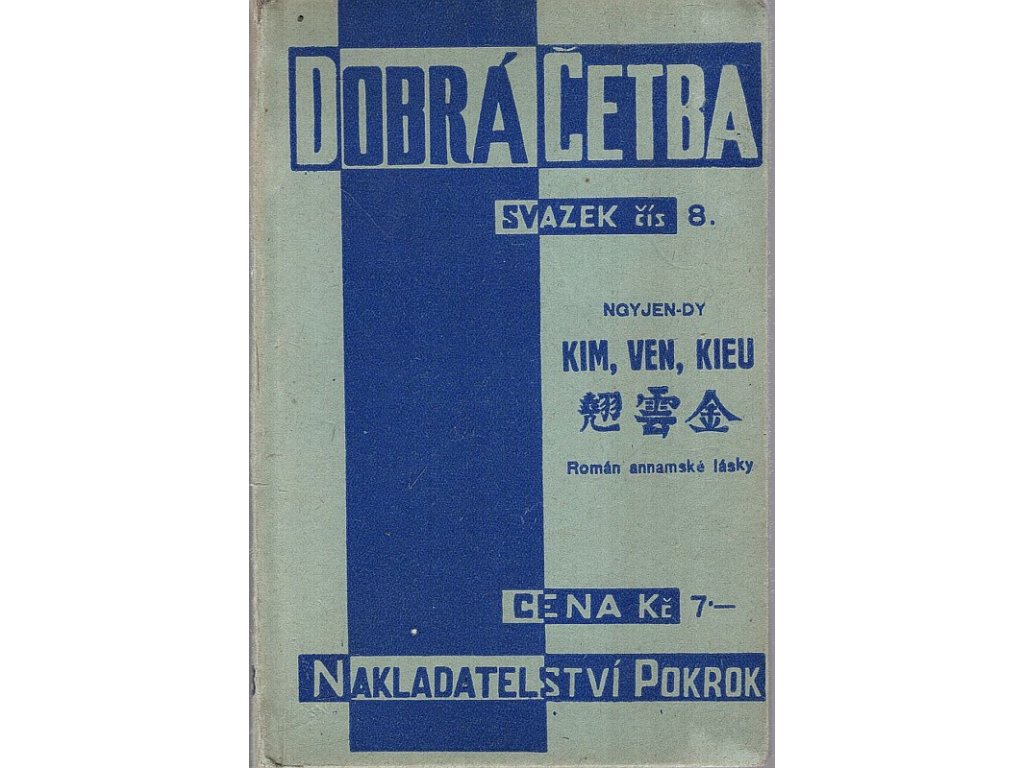 DOBRÁ ČETBA
SVAZEK čís 8.
NGYJEN-DY
KIM, VEN, KIEU
翹雲金
Román annamské lásky
CENA Kč 7·—
NAKLADATELSTVÍ POKROK